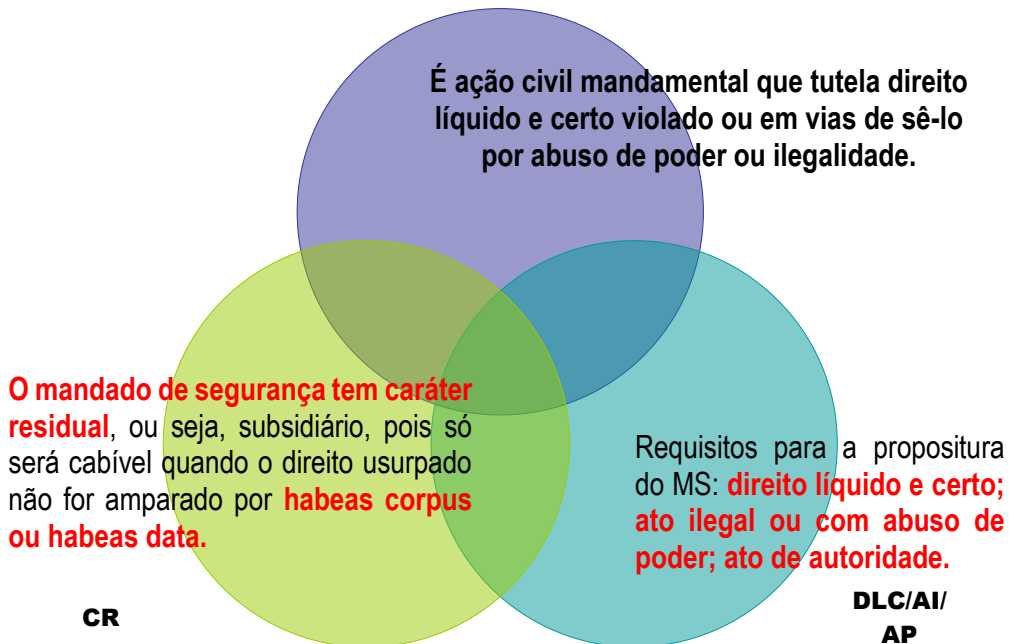 É ação civil mandamental que tutela direito
líquido e certo violado ou em vias de sê-lo
por abuso de poder ou ilegalidade.
O mandado de segurança tem caráter
residual, ou seja, subsidiário, pois só
será cabível quando o direito usurpado
não for amparado por habeas corpus
ou habeas data.
CR
Requisitos para a propositura
do MS: direito líquido e certo;
ato ilegal ou com abuso de
poder; ato de autoridade.
DLC/AI/
AP